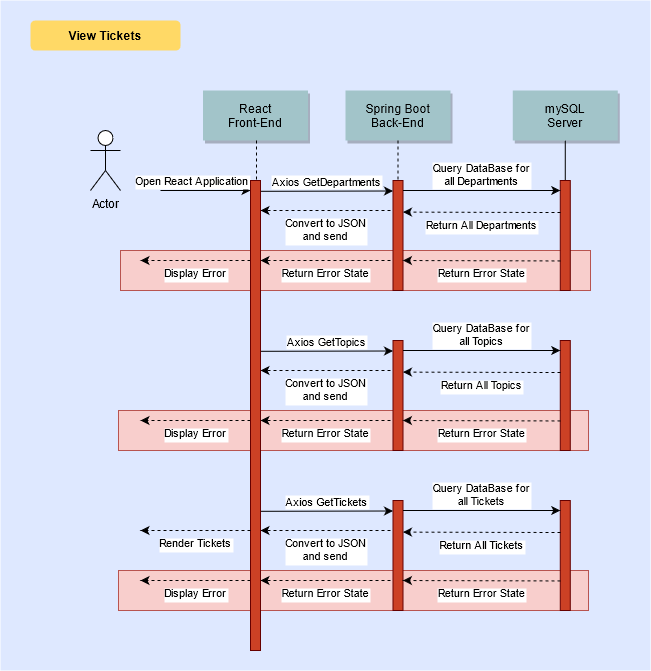 View Tickets
React
Front-End
Spring Boot
Back-End
mySQL
Server
Actor
Open React Application
Axios GetDepartments
Query DataBase for
all Departments
Convert to JSON
and send
Return All Departments
Display Error
Return Error State
Return Error State
Axios GetTopics
Query DataBase for
all Topics
Convert to JSON
and send
Return All Topics
Display Error
Return Error State
Return Error State
Axios GetTickets
Query DataBase for
all Tickets
Render Tickets
Convert to JSON
and send
Return All Tickets
Display Error
Return Error State
Return Error State